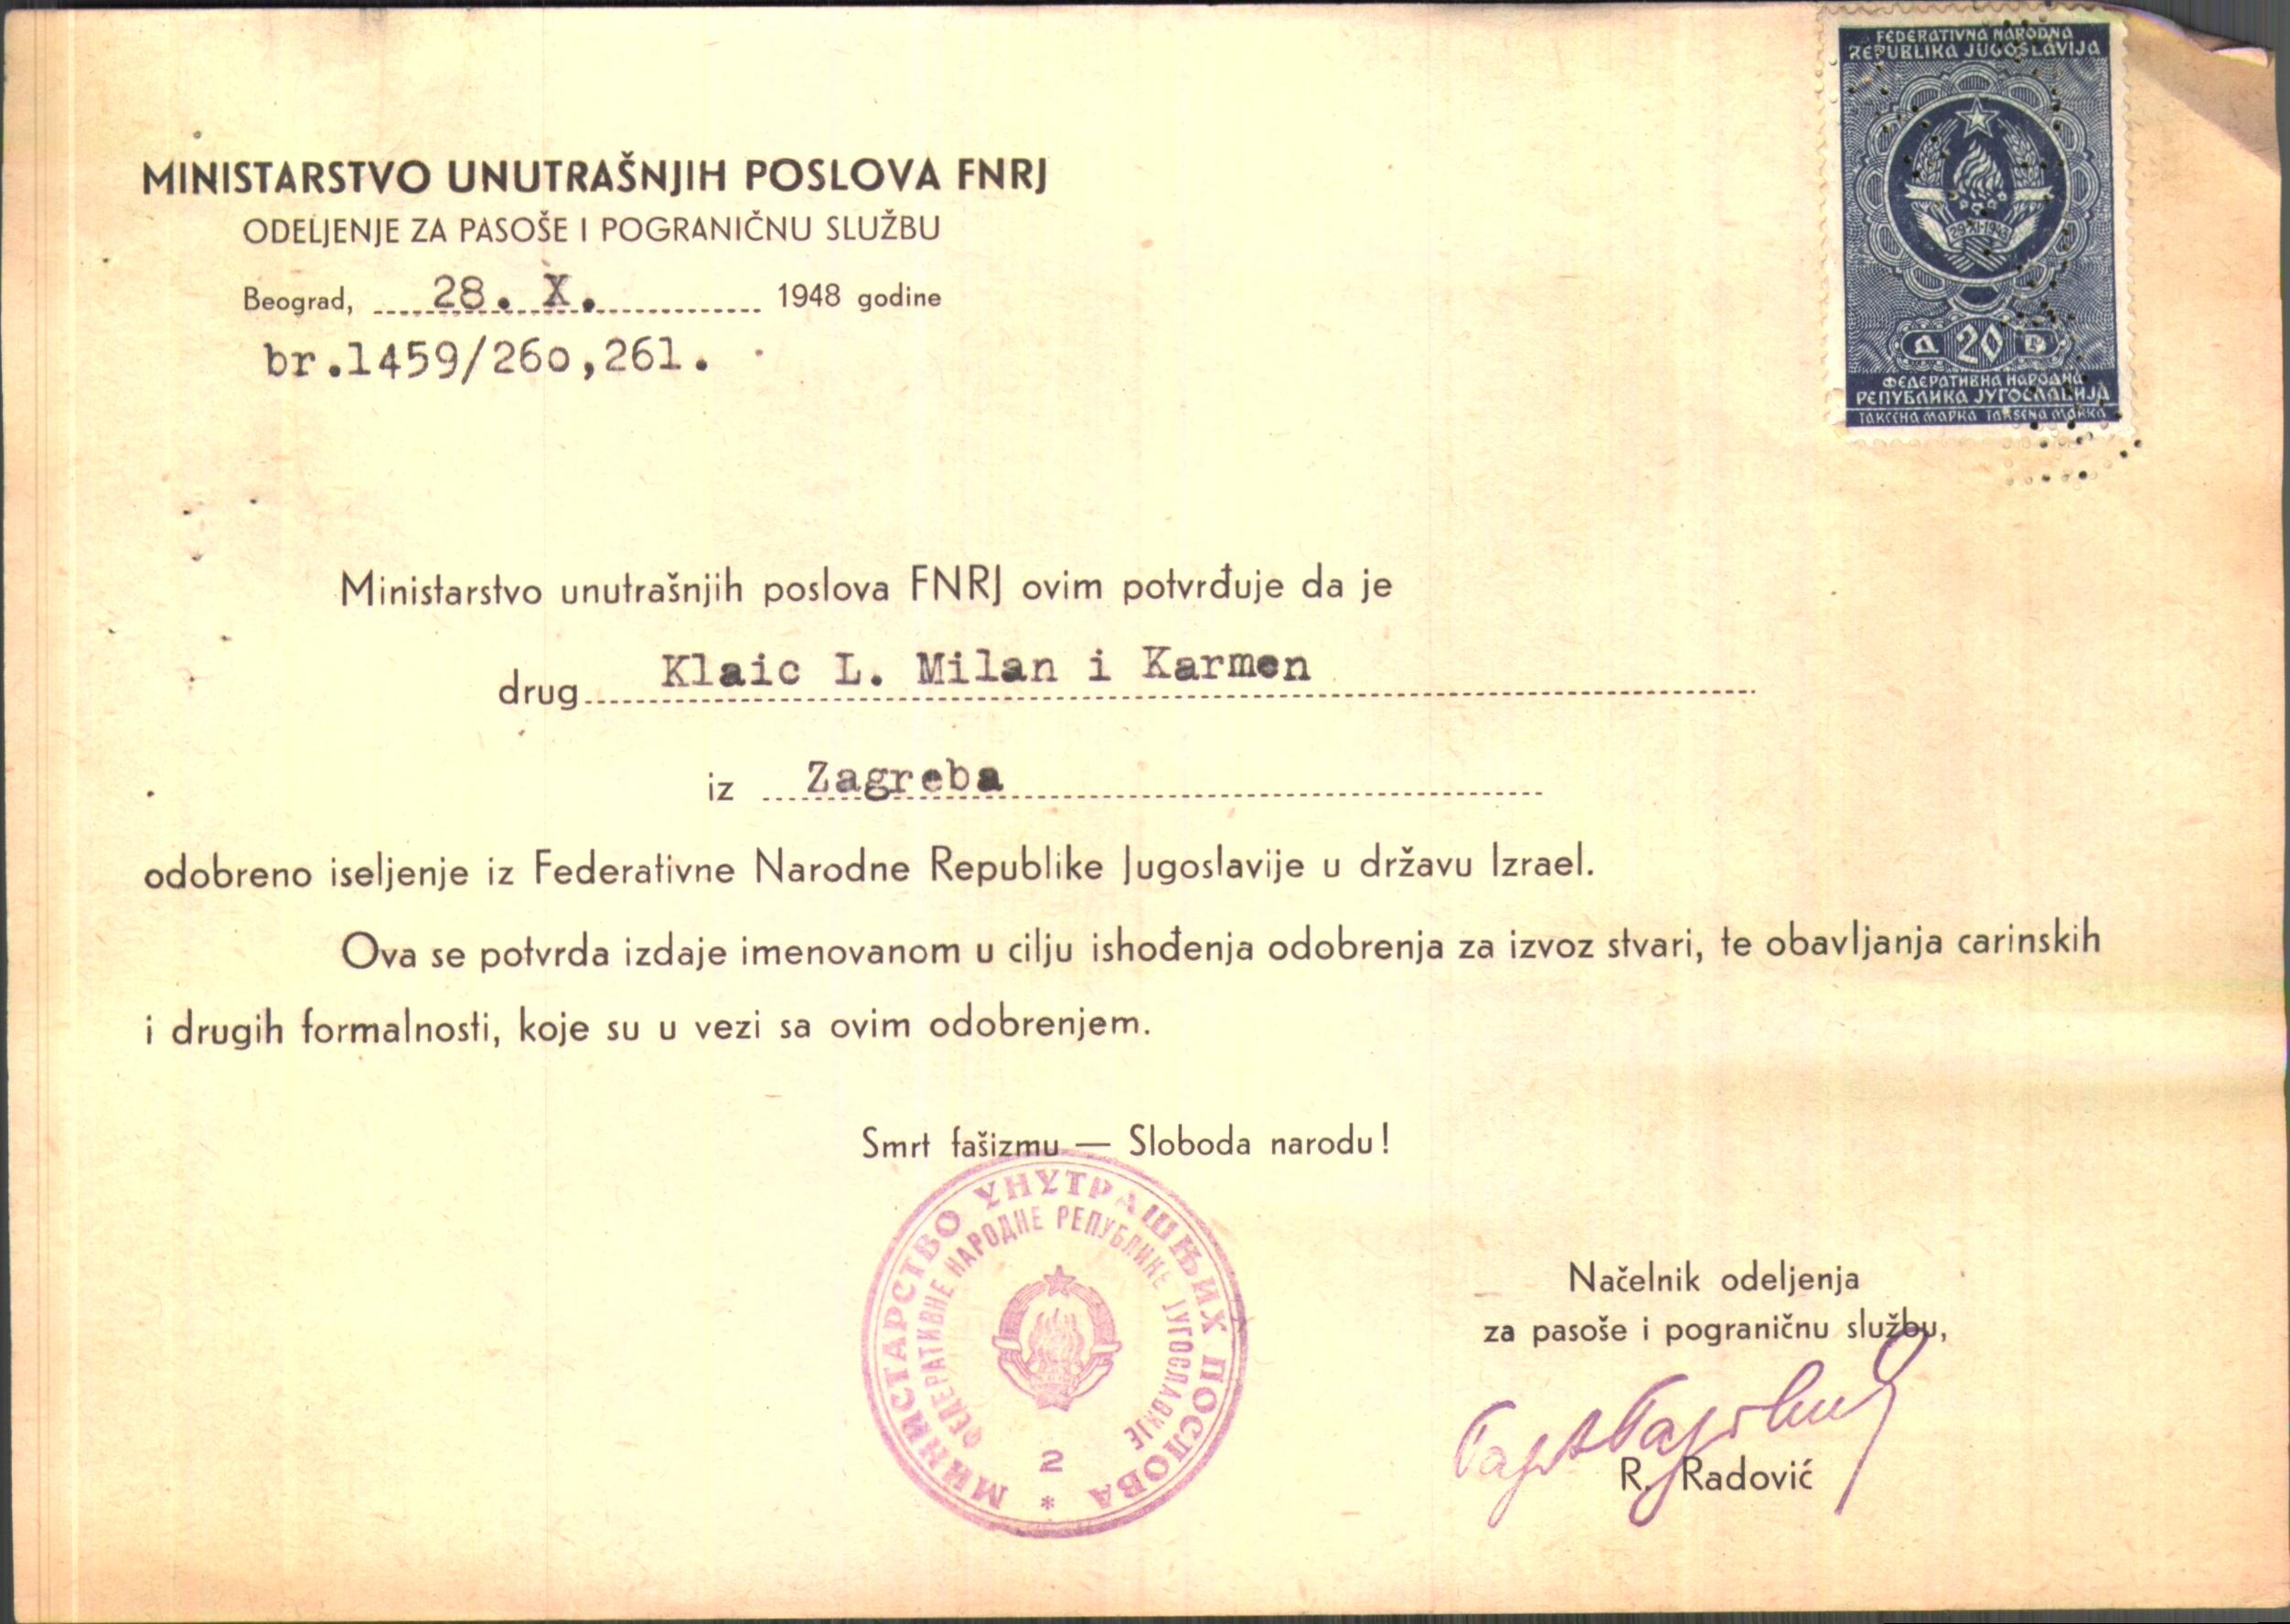 FEDERATIVNA NARODNA
REPUBLIKA JUGOSLAVIJA
29·XI·1943
Д 20 D
ФЕДЕРАТИВНА НАРОДНА
РЕПУБЛИКА ЈУГОСЛАВИЈА
ТАКСЕНА МАРКА TAKSENA MARKA
MINISTARSTVO UNUTRAŠNJIH POSLOVA FNRJ
ODELJENJE ZA PASOŠE I POGRANIČNU SLUŽBU
Beograd, 28. X. 1948 godine
br.1459/26o,261.
Ministarstvo unutrašnjih poslova FNRJ ovim potvrđuje da je
drug Klaic L. Milan i Karmen
iz Zagreba
odobreno iseljenje iz Federativne Narodne Republike Jugoslavije u državu Izrael.
Ova se potvrda izdaje imenovanom u cilju ishođenja odobrenja za izvoz stvari, te obavljanja carinskih
i drugih formalnosti, koje su u vezi sa ovim odobrenjem.
Smrt fašizmu — Sloboda narodu!
МИНИСТАРСТВО УНУТРАШЊИХ ПОСЛОВА
ФЕДЕРАТИВНЕ НАРОДНЕ РЕПУБЛИКЕ ЈУГОСЛАВИЈЕ
2
*
Načelnik odeljenja
za pasoše i pograničnu službu,
R. Radović